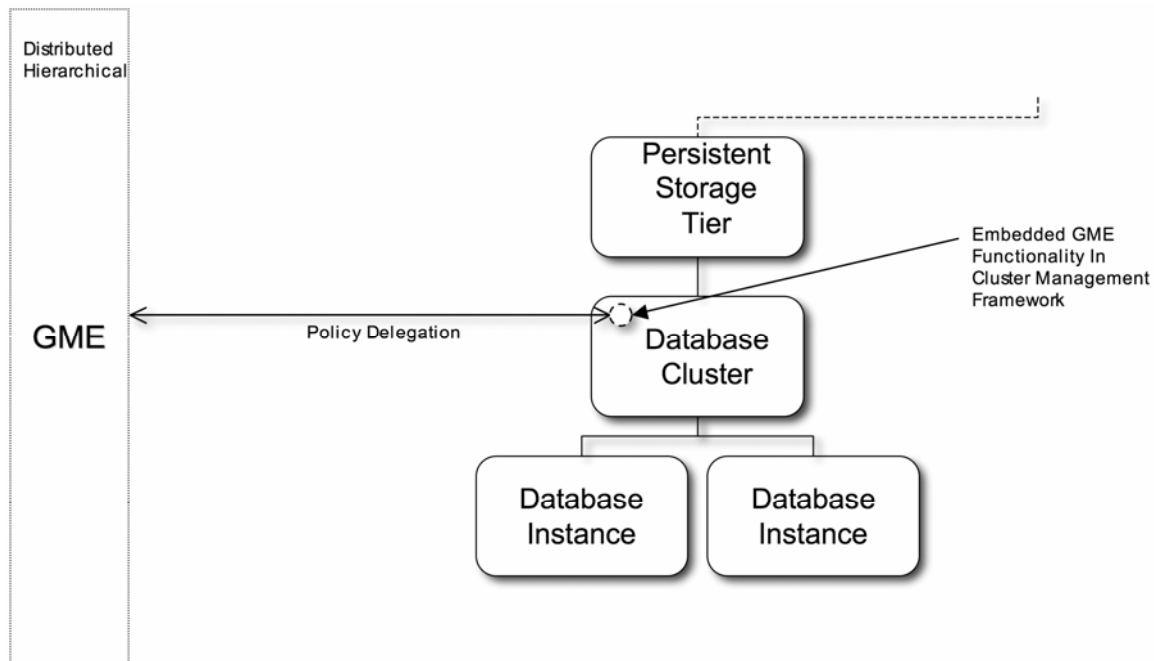 Distributed
Hierarchical
Persistent
Storage
Tier
Embedded GME
Functionality In
Cluster Management
Framework
GME
Policy Delegation
Database
Cluster
Database
Instance
Database
Instance